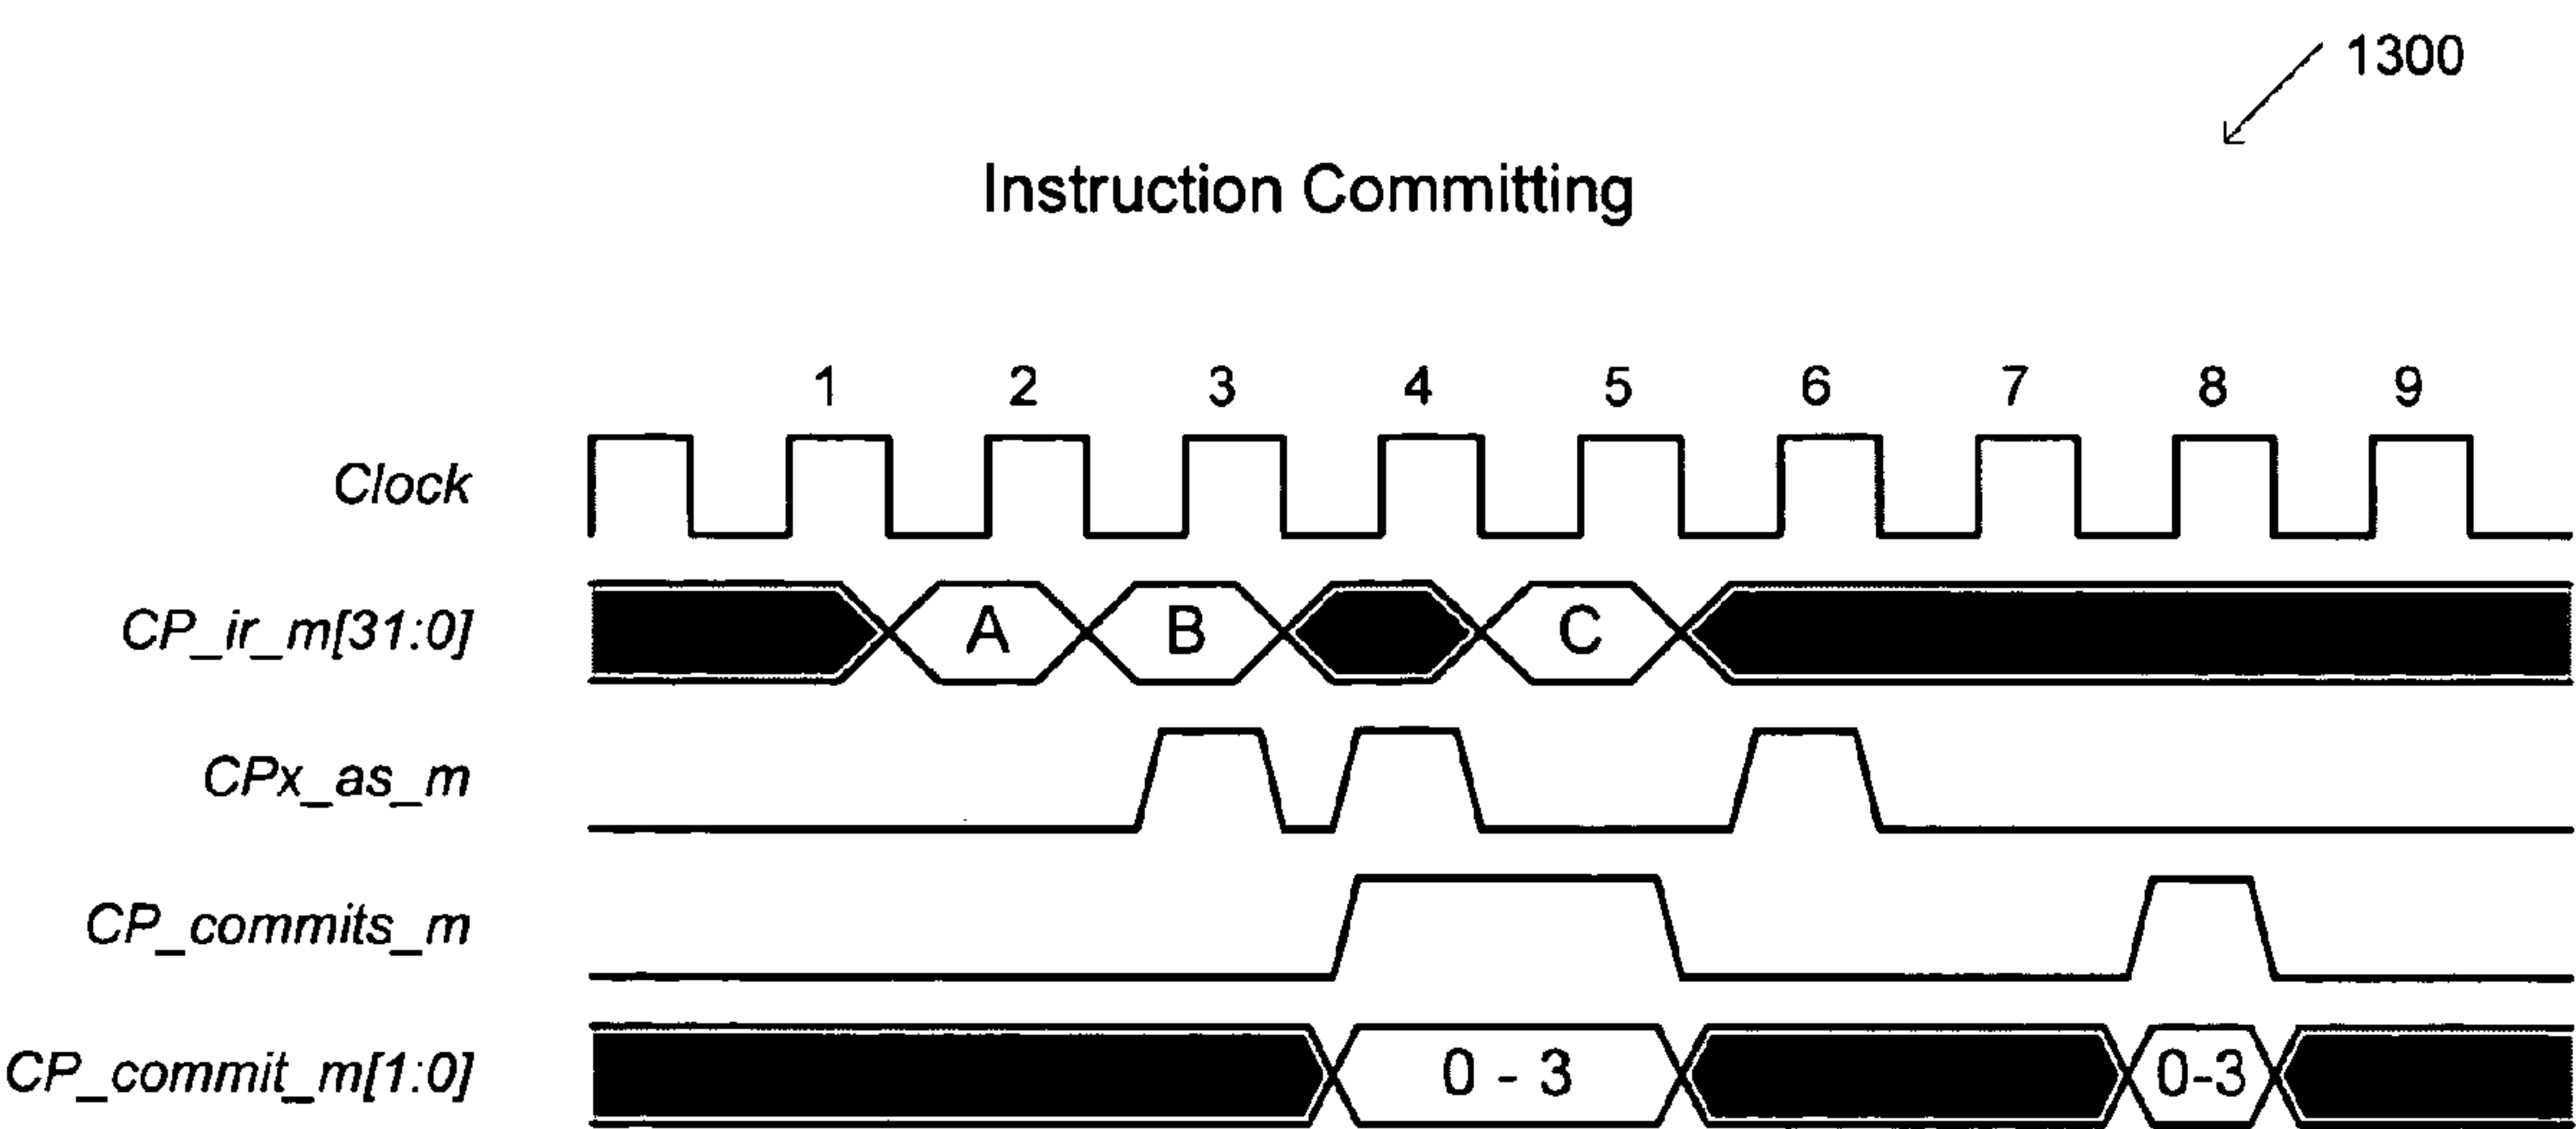 1300
Instruction Committing
1 2 3 4 5 6 7 8 9
Clock
CP_ir_m[31:0] A B C
CPx_as_m
CP_commits_m
CP_commit_m[1:0] 0 - 3 0-3